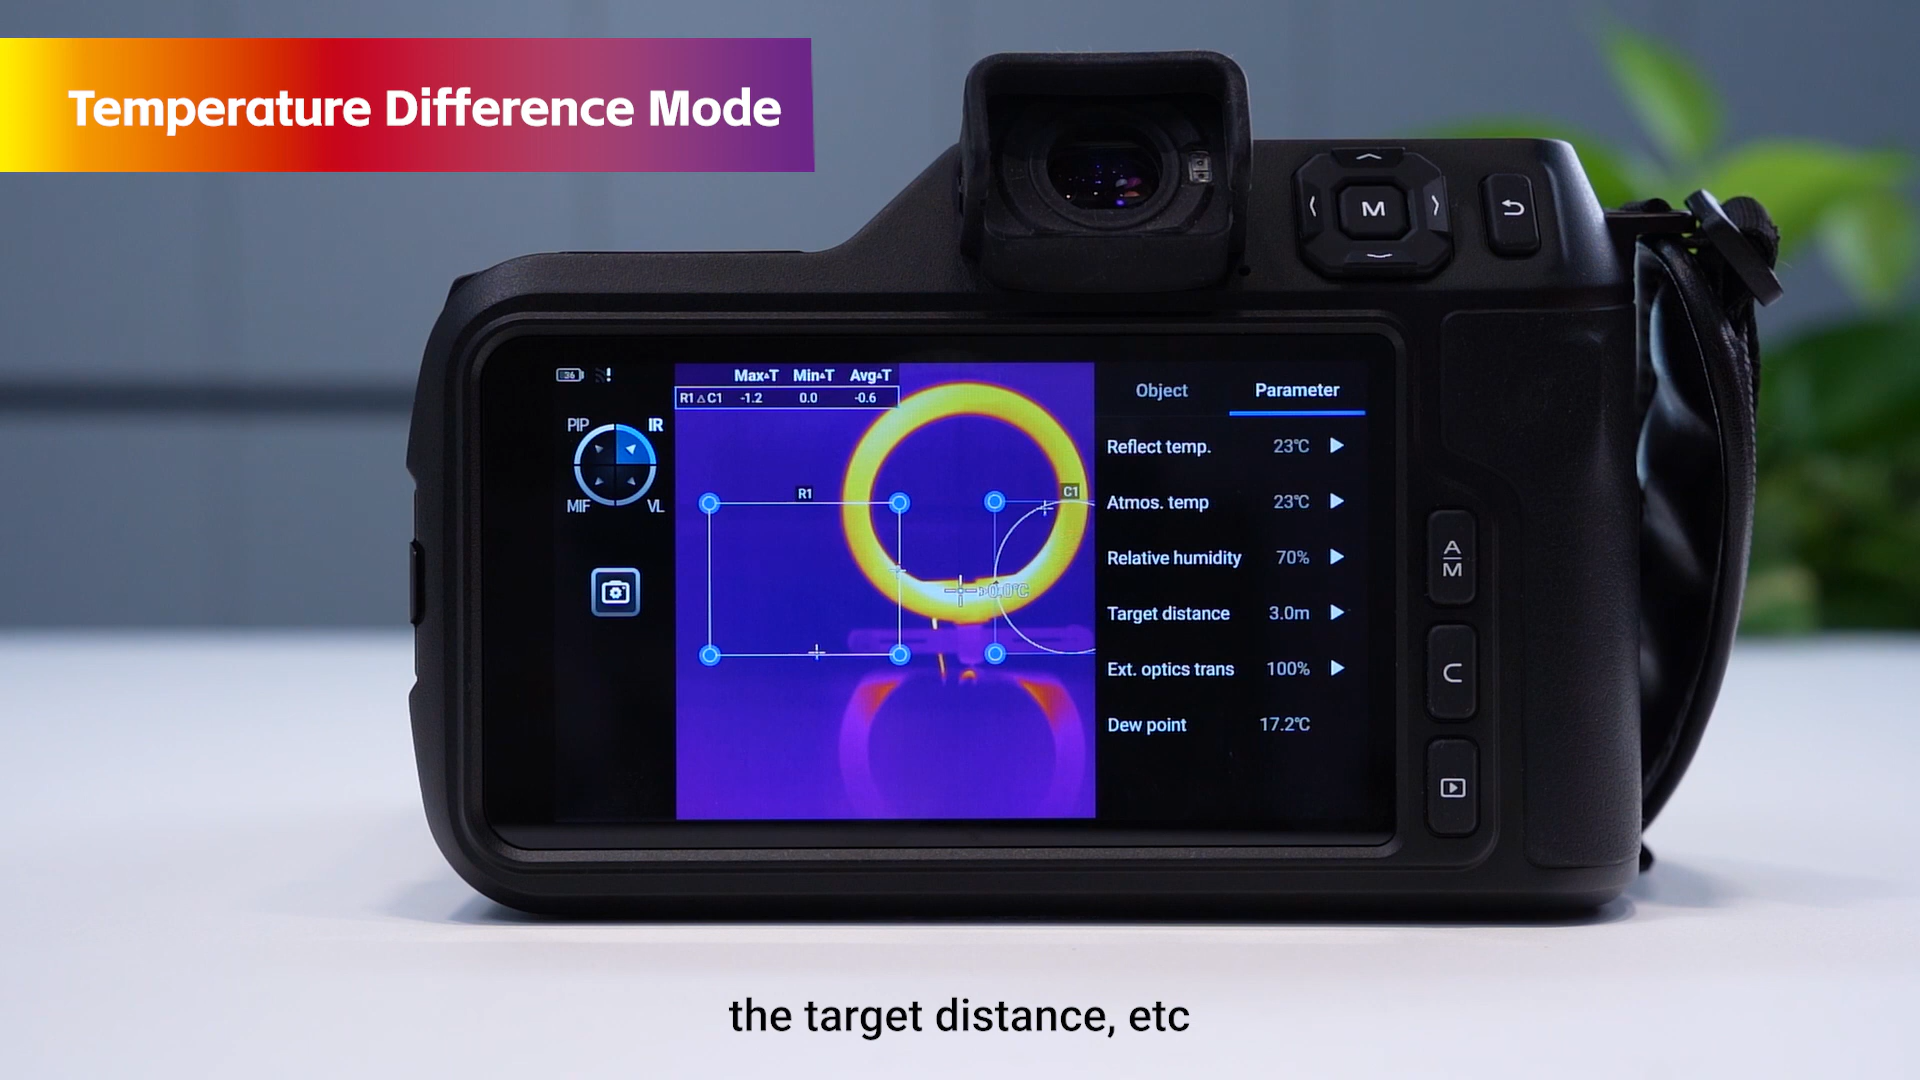 Temperature Difference Mode
M
36
Max▵T Min▵T Avg▵T
R1 △ C1 -1.2 0.0 -0.6
PIP IR
MIF VL
R1
C1
Object Parameter
Reflect temp. 23℃
Atmos. temp 23℃
Relative humidity 70%
Target distance 3.0m
Ext. optics trans 100%
Dew point 17.2℃
A
M
C
the target distance, etc